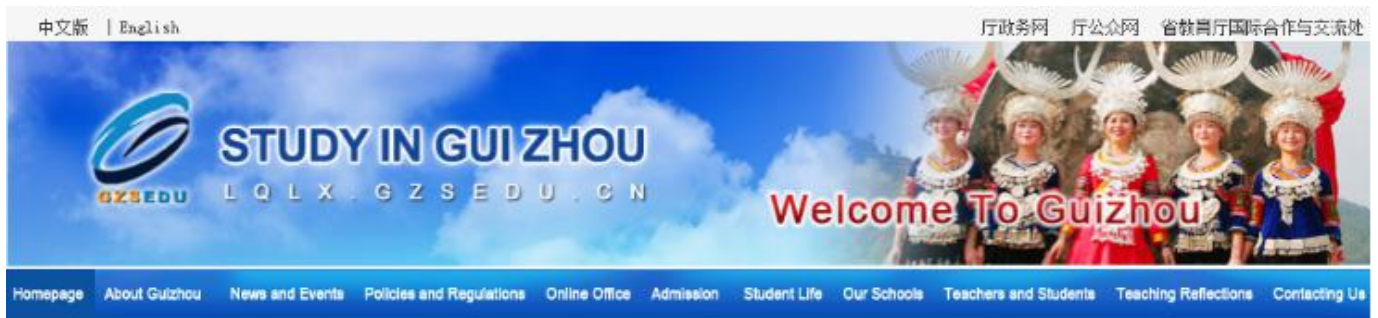 中文版 | English
厅政务网 厅公众网 省教育厅国际合作与交流处
STUDY IN GUI ZHOU
GZSEDU
LQLX.GZSEDU.CN
Welcome To Guizhou
Homepage About Guizhou News and Events Policies and Regulations Online Office Admission Student Life Our Schools Teachers and Students Teaching Reflections Contacting Us